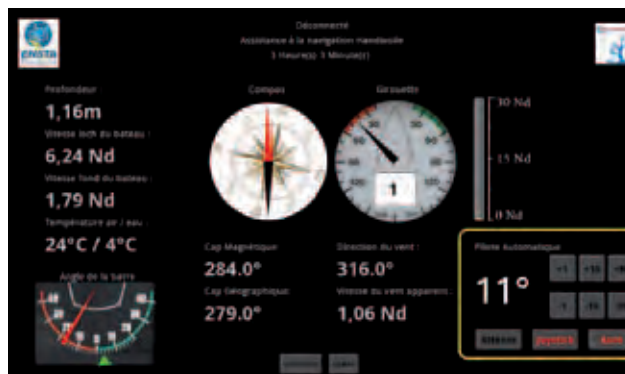 ENSTA
Déconnecté
Assistance à la navigation Handivoile
3 Heure(s) 3 Minute(s)
Profondeur :
1,16m
Vitesse loch du bateau :
6,24 Nd
Vitesse fond du bateau :
1,79 Nd
Température air / eau :
24°C / 4°C
Angle de la barre
Compas
Girouette
1
30 Nd
15 Nd
0 Nd
Cap Magnétique:
284.0°
Cap Géographique:
279.0°
Direction du vent :
316.0°
Vitesse du vent apparent :
1,06 Nd
Pilote Automatique
11°
+1 +10
-1 -10
Joystick